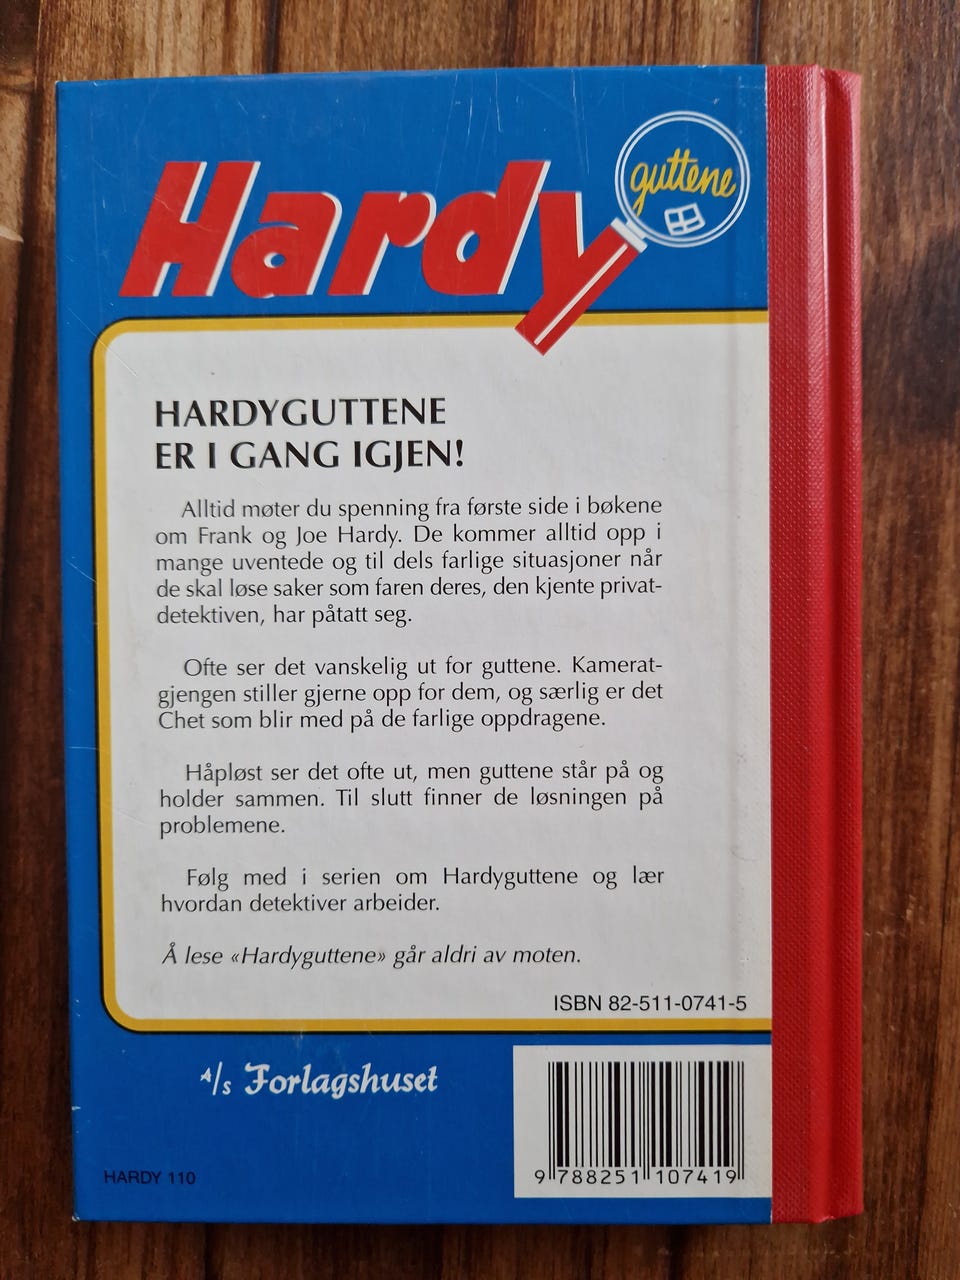 Hardy
guttene
HARDYGUTTENE
ER I GANG IGJEN!
Alltid møter du spenning fra første side i bøkene
om Frank og Joe Hardy. De kommer alltid opp i
mange uventede og til dels farlige situasjoner når
de skal løse saker som faren deres, den kjente privat-
detektiven, har påtatt seg.
Ofte ser det vanskelig ut for guttene. Kamerat-
gjengen stiller gjerne opp for dem, og særlig er det
Chet som blir med på de farlige oppdragene.
Håpløst ser det ofte ut, men guttene står på og
holder sammen. Til slutt finner de løsningen på
problemene.
Følg med i serien om Hardyguttene og lær
hvordan detektiver arbeider.
Å lese «Hardyguttene» går aldri av moten.
ISBN 82-511-0741-5
A/S Forlagshuset
9 788251 107419
HARDY 110